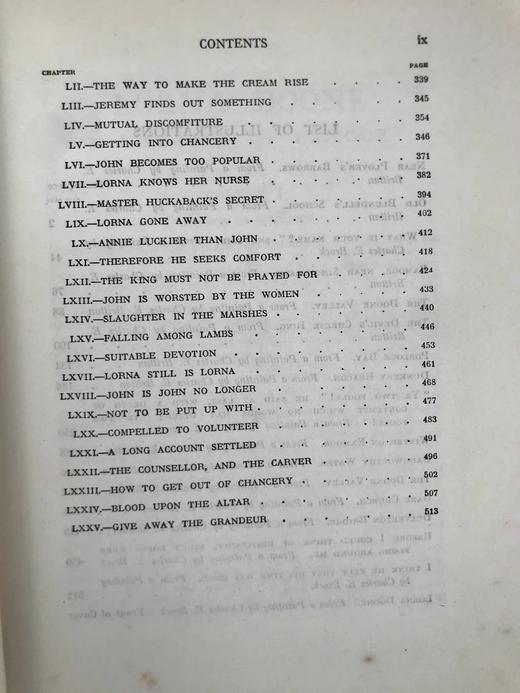 CONTENTS ix
CHAPTER PAGE
LII.—THE WAY TO MAKE THE CREAM RISE . . . . 339
LIII.—JEREMY FINDS OUT SOMETHING . . . . . 345
LIV.—MUTUAL DISCOMFITURE . . . . . . 354
LV.—GETTING INTO CHANCERY . . . . . . 346
LVI.—JOHN BECOMES TOO POPULAR . . . . . 371
LVII.—LORNA KNOWS HER NURSE . . . . . . 382
LVIII.—MASTER HUCKABACK'S SECRET . . . . . 394
LIX.—LORNA GONE AWAY . . . . . . . 402
LX.—ANNIE LUCKIER THAN JOHN . . . . . 412
LXI.—THEREFORE HE SEEKS COMFORT . . . . . 418
LXII.—THE KING MUST NOT BE PRAYED FOR . . . . 424
LXIII.—JOHN IS WORSTED BY THE WOMEN . . . . 433
LXIV.—SLAUGHTER IN THE MARSHES . . . . . 440
LXV.—FALLING AMONG LAMBS . . . . . . 446
LXVI.—SUITABLE DEVOTION . . . . . . . 453
LXVII.—LORNA STILL IS LORNA . . . . . . 461
LXVIII.—JOHN IS JOHN NO LONGER . . . . . . 468
LXIX.—NOT TO BE PUT UP WITH . . . . . . 477
LXX.—COMPELLED TO VOLUNTEER . . . . . . 483
LXXI.—A LONG ACCOUNT SETTLED . . . . . . 491
LXXII.—THE COUNSELLOR, AND THE CARVER . . . . 496
LXXIII.—HOW TO GET OUT OF CHANCERY . . . . . 502
LXXIV.—BLOOD UPON THE ALTAR . . . . . . 507
LXXV.—GIVE AWAY THE GRANDEUR . . . . . . 513